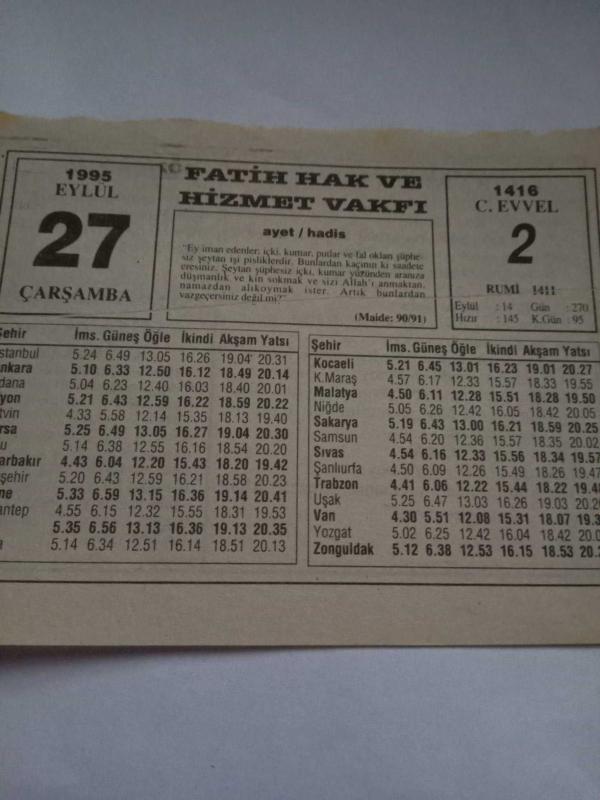 1995
EYLÜL
27
ÇARŞAMBA
FATİH HAK VE
HİZMET VAKFI
ayet / hadis
"Ey iman edenler; içki, kumar, putlar ve fal okları şüphe-
siz şeytan işi pisliklerdir. Bunlardan kaçının ki saadete
eresiniz. Şeytan şüphesiz içki, kumar yüzünden aranıza
düşmanlık ve kin sokmak ve sizi Allah'ı anmaktan,
namazdan alıkoymak ister. Artık bunlardan
vazgeçersiniz değil mi?"
(Maide: 90/91)
1416
C. EVVEL
2
RUMİ 1411
Eylül : 14 Gün : 270
Hızır : 145 K.Gün : 95
Şehir İms. Güneş Öğle İkindi Akşam Yatsı
stanbul 5.24 6.49 13.05 16.26 19.04 20.31
nkara 5.10 6.33 12.50 16.12 18.49 20.14
dana 5.04 6.23 12.40 16.03 18.40 20.01
yon 5.21 6.43 12.59 16.22 18.59 20.22
tvin 4.33 5.58 12.14 15.35 18.13 19.40
rsa 5.25 6.49 13.05 16.27 19.04 20.30
u 5.14 6.38 12.55 16.16 18.54 20.20
arbakır 4.43 6.04 12.20 15.43 18.20 19.42
şehir 5.20 6.43 12.59 16.21 18.58 20.23
ne 5.33 6.59 13.15 16.36 19.14 20.41
antep 4.55 6.15 12.32 15.55 18.31 19.53
5.35 6.56 13.13 16.36 19.13 20.35
a 5.14 6.34 12.51 16.14 18.51 20.13
Şehir İms. Güneş Öğle İkindi Akşam Yatsı
Kocaeli 5.21 6.45 13.01 16.23 19.01 20.27
K.Maraş 4.57 6.17 12.33 15.57 18.33 19.55
Malatya 4.50 6.11 12.28 15.51 18.28 19.50
Niğde 5.05 6.26 12.42 16.05 18.42 20.05
Sakarya 5.19 6.43 13.00 16.21 18.59 20.25
Samsun 4.54 6.20 12.36 15.57 18.35 20.02
Sıvas 4.54 6.16 12.33 15.56 18.34 19.57
Şanlıurfa 4.50 6.09 12.26 15.49 18.26 19.47
Trabzon 4.41 6.06 12.22 15.44 18.22 19.48
Uşak 5.25 6.47 13.03 16.26 19.03 20.2
Van 4.30 5.51 12.08 15.31 18.07 19.3
Yozgat 5.02 6.25 12.42 16.04 18.42 20.0
Zonguldak 5.12 6.38 12.53 16.15 18.53 20.2